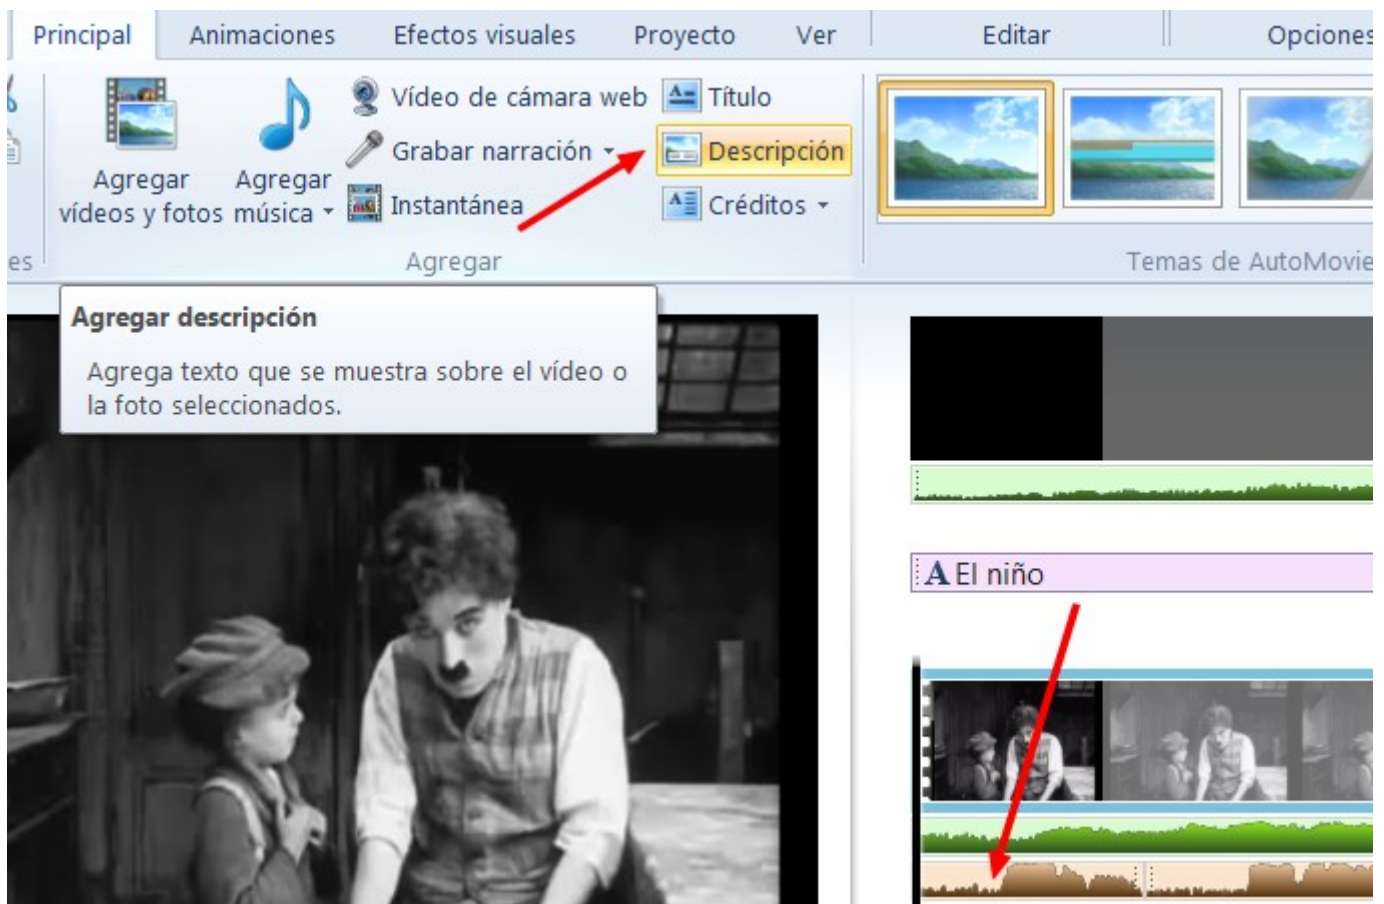 Principal Animaciones Efectos visuales Proyecto Ver Editar Opciones
Vídeo de cámara web Título
Grabar narración Descripción
Agregar Agregar
vídeos y fotos música Instantánea Créditos
es Agregar Temas de AutoMovie
Agregar descripción
Agrega texto que se muestra sobre el vídeo o
la foto seleccionados.
A El niño